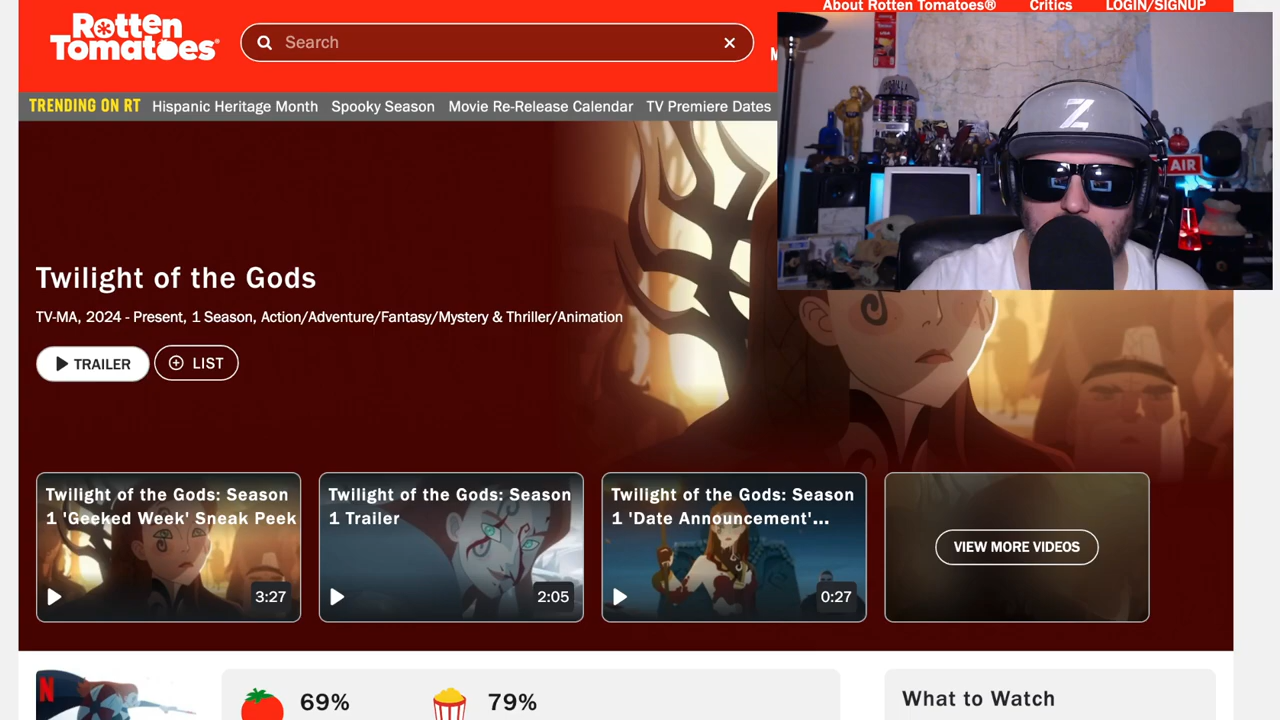 About Rotten Tomatoes® Critics LOGIN/SIGNUP
Rotten
Tomatoes®
Search
M
TRENDING ON RT Hispanic Heritage Month Spooky Season Movie Re-Release Calendar TV Premiere Dates
Z
AIR
Twilight of the Gods
TV-MA, 2024 - Present, 1 Season, Action/Adventure/Fantasy/Mystery & Thriller/Animation
TRAILER LIST
Twilight of the Gods: Season
1 'Geeked Week' Sneak Peek
3:27
Twilight of the Gods: Season
1 Trailer
2:05
Twilight of the Gods: Season
1 'Date Announcement'...
0:27
VIEW MORE VIDEOS
N
69% 79%
What to Watch